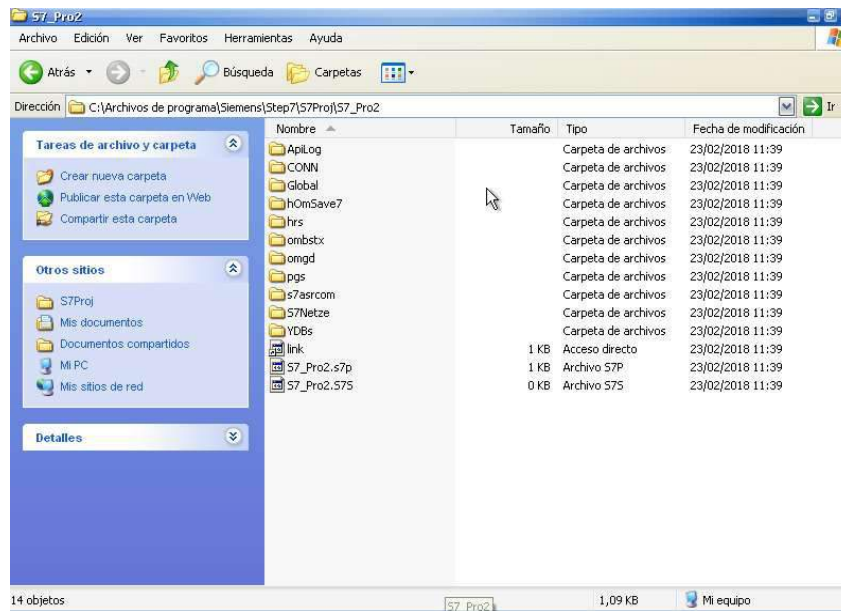 S7_Pro2
Archivo Edición Ver Favoritos Herramientas Ayuda
Atrás Búsqueda Carpetas
Dirección C:\Archivos de programa\Siemens\Step7\S7Proj\S7_Pro2 Ir
Nombre Tamaño Tipo Fecha de modificación
Tareas de archivo y carpeta
Crear nueva carpeta
Publicar esta carpeta en Web
Compartir esta carpeta
Otros sitios
S7Proj
Mis documentos
Documentos compartidos
Mi PC
Mis sitios de red
Detalles
ApiLog Carpeta de archivos 23/02/2018 11:39
CONN Carpeta de archivos 23/02/2018 11:39
Global Carpeta de archivos 23/02/2018 11:39
hOmSave7 Carpeta de archivos 23/02/2018 11:39
hrs Carpeta de archivos 23/02/2018 11:39
ombstx Carpeta de archivos 23/02/2018 11:39
omgd Carpeta de archivos 23/02/2018 11:39
pgs Carpeta de archivos 23/02/2018 11:39
s7asrcom Carpeta de archivos 23/02/2018 11:39
S7Netze Carpeta de archivos 23/02/2018 11:39
YDBs Carpeta de archivos 23/02/2018 11:39
link 1 KB Acceso directo 23/02/2018 11:39
S7_Pro2.s7p 1 KB Archivo S7P 23/02/2018 11:39
S7_Pro2.S7S 0 KB Archivo S7S 23/02/2018 11:39
14 objetos S7_Pro2 1,09 KB Mi equipo